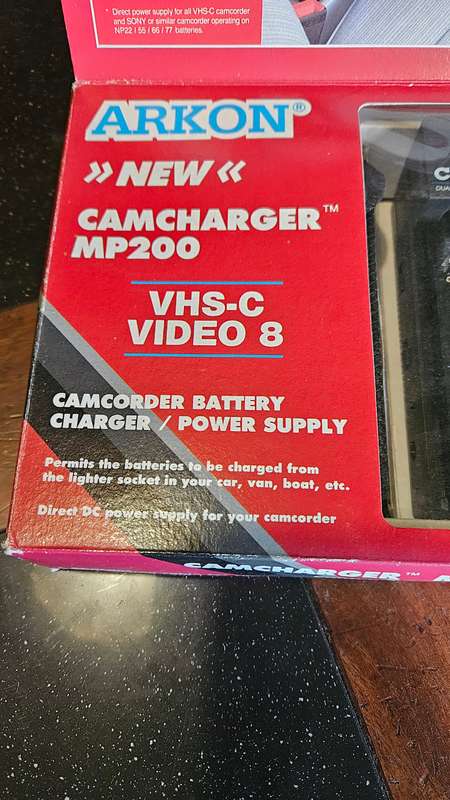 * Direct power supply for all VHS-C camcorder
and SONY or similar camcorder operating on
NP22 / 55 / 66 / 77 batteries.
ARKON®
» NEW «
CAMCHARGER™
MP200
VHS-C
VIDEO 8
CAMCORDER BATTERY
CHARGER / POWER SUPPLY
Permits the batteries to be charged from
the lighter socket in your car, van, boat, etc.
Direct DC power supply for your camcorder
CAMCHARGER™